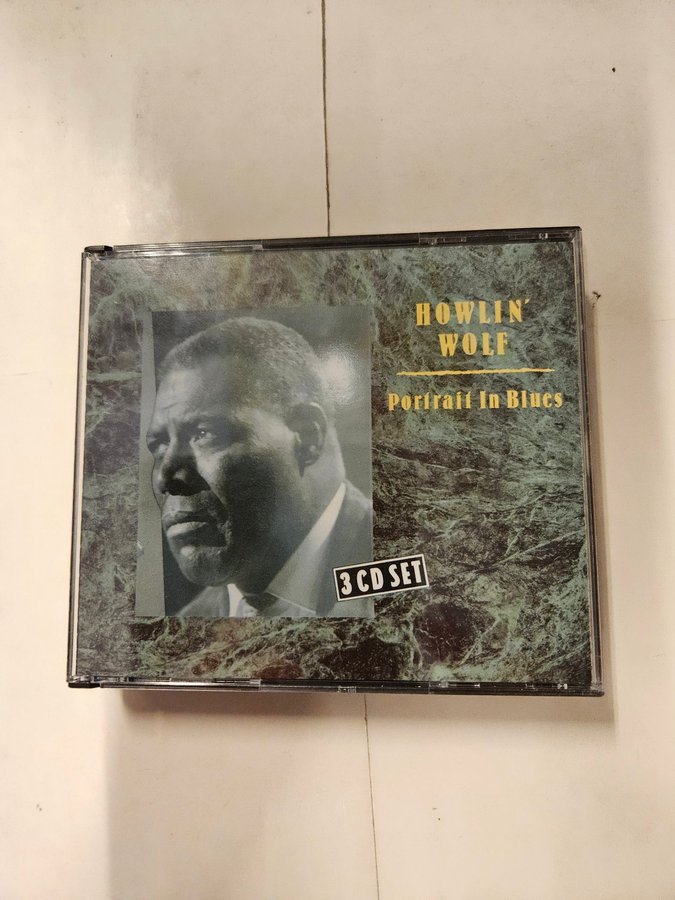 HOWLIN'
WOLF
Portrait In Blues
3 CD SET